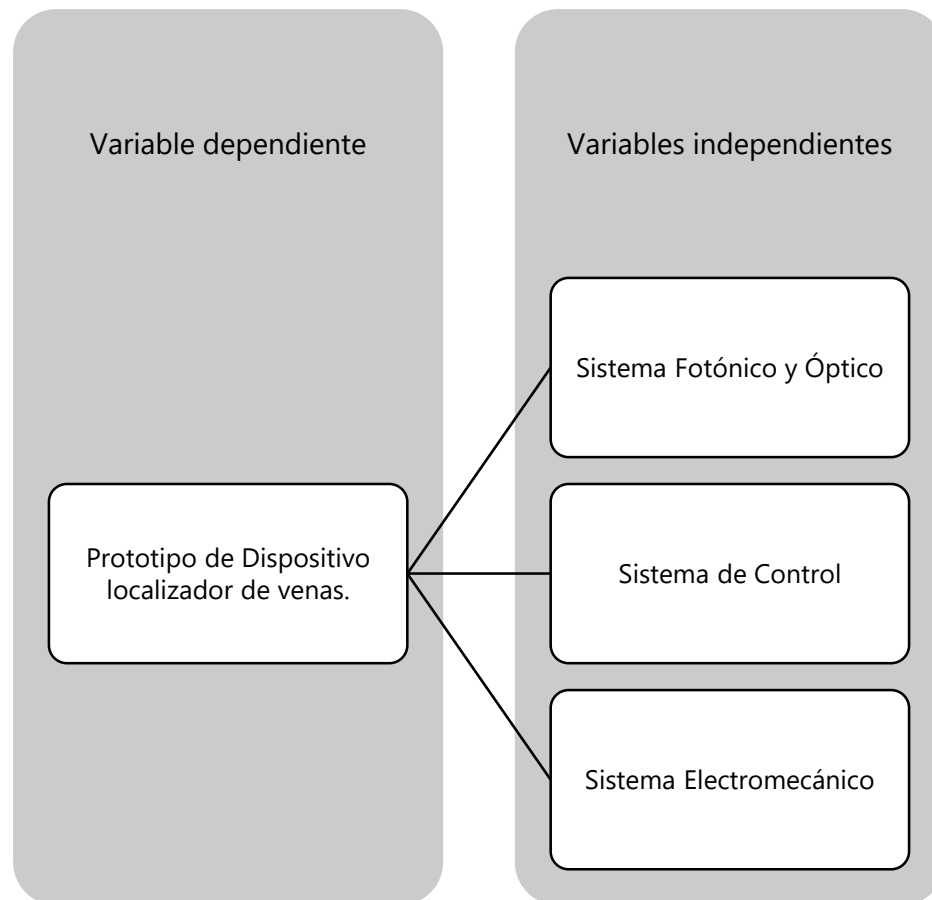 Variable dependiente
Variables independientes
Sistema Fotónico y Óptico
Prototipo de Dispositivo
localizador de venas.
Sistema de Control
Sistema Electromecánico